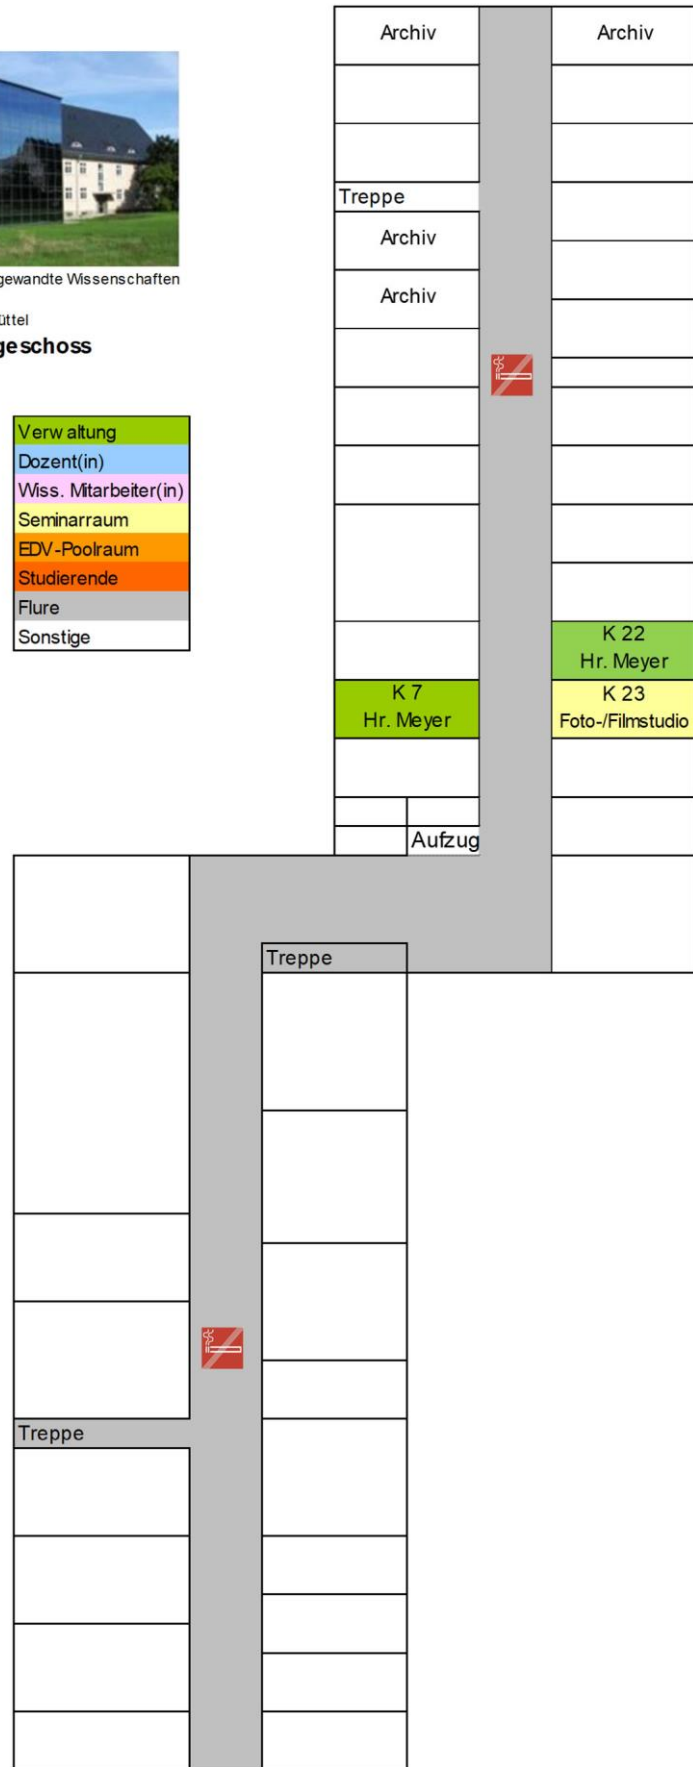 Archiv
Archiv
Treppe
Archiv
Archiv
gewandte Wissenschaften
üttel
geschoss
Verwaltung
Dozent(in)
Wiss. Mitarbeiter(in)
Seminarraum
EDV-Poolraum
Studierende
Flure
Sonstige
K 22
Hr. Meyer
K 7
Hr. Meyer
K 23
Foto-/Filmstudio
Aufzug
Treppe
Treppe